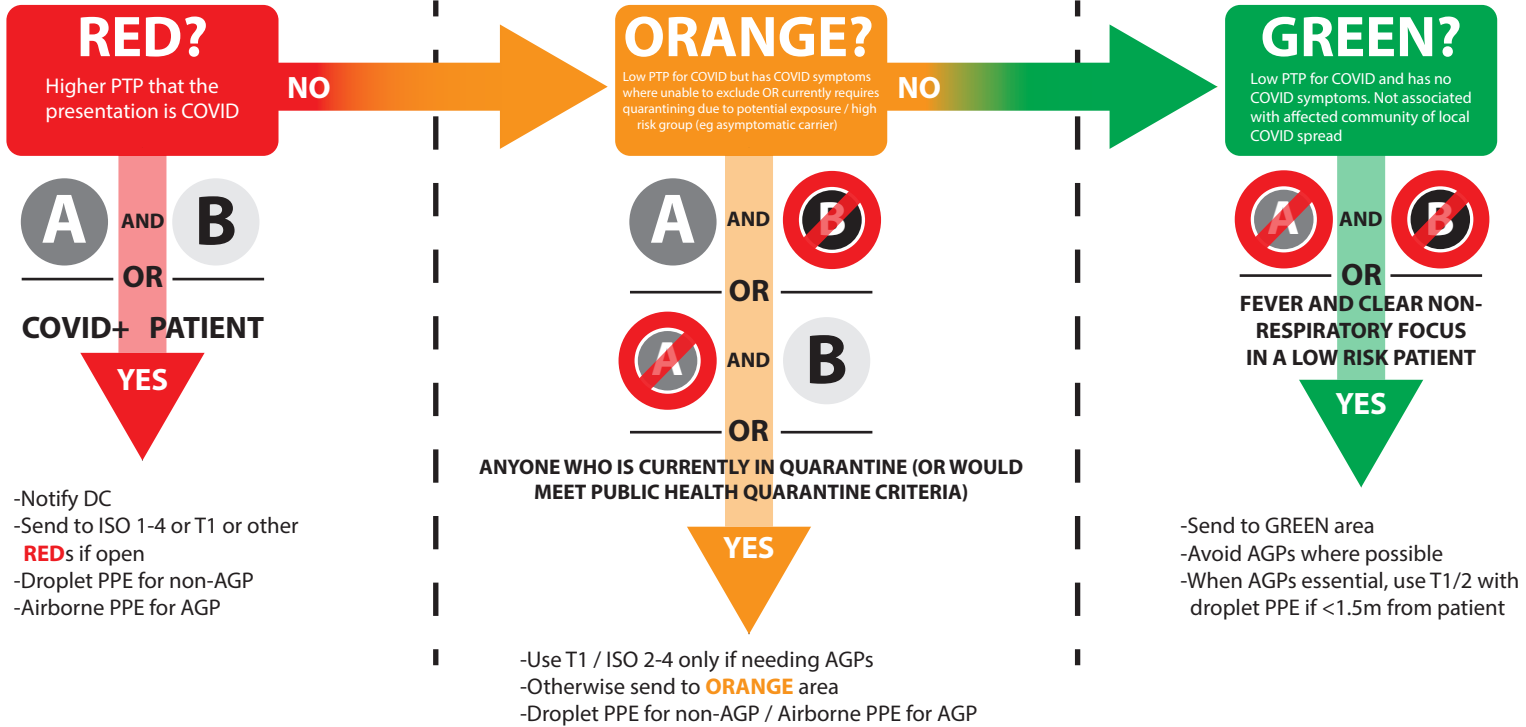 RED?
Higher PTP that the
presentation is COVID
NO
A
AND
B
OR
COVID+ PATIENT
YES
-Notify DC
-Send to ISO 1-4 or T1 or other
REDs if open
-Droplet PPE for non-AGP
-Airborne PPE for AGP
ORANGE?
Low PTP for COVID but has COVID symptoms
where unable to exclude OR currently requires
quarantining due to potential exposure / high
risk group (eg asymptomatic carrier)
NO
A
AND
B
OR
A
AND
B
OR
ANYONE WHO IS CURRENTLY IN QUARANTINE (OR WOULD
MEET PUBLIC HEALTH QUARANTINE CRITERIA)
YES
-Use T1 / ISO 2-4 only if needing AGPs
-Otherwise send to ORANGE area
-Droplet PPE for non-AGP / Airborne PPE for AGP
GREEN?
Low PTP for COVID and has no
COVID symptoms. Not associated
with affected community of local
COVID spread
A
AND
B
OR
FEVER AND CLEAR NON-
RESPIRATORY FOCUS
IN A LOW RISK PATIENT
YES
-Send to GREEN area
-Avoid AGPs where possible
-When AGPs essential, use T1/2 with
droplet PPE if <1.5m from patient